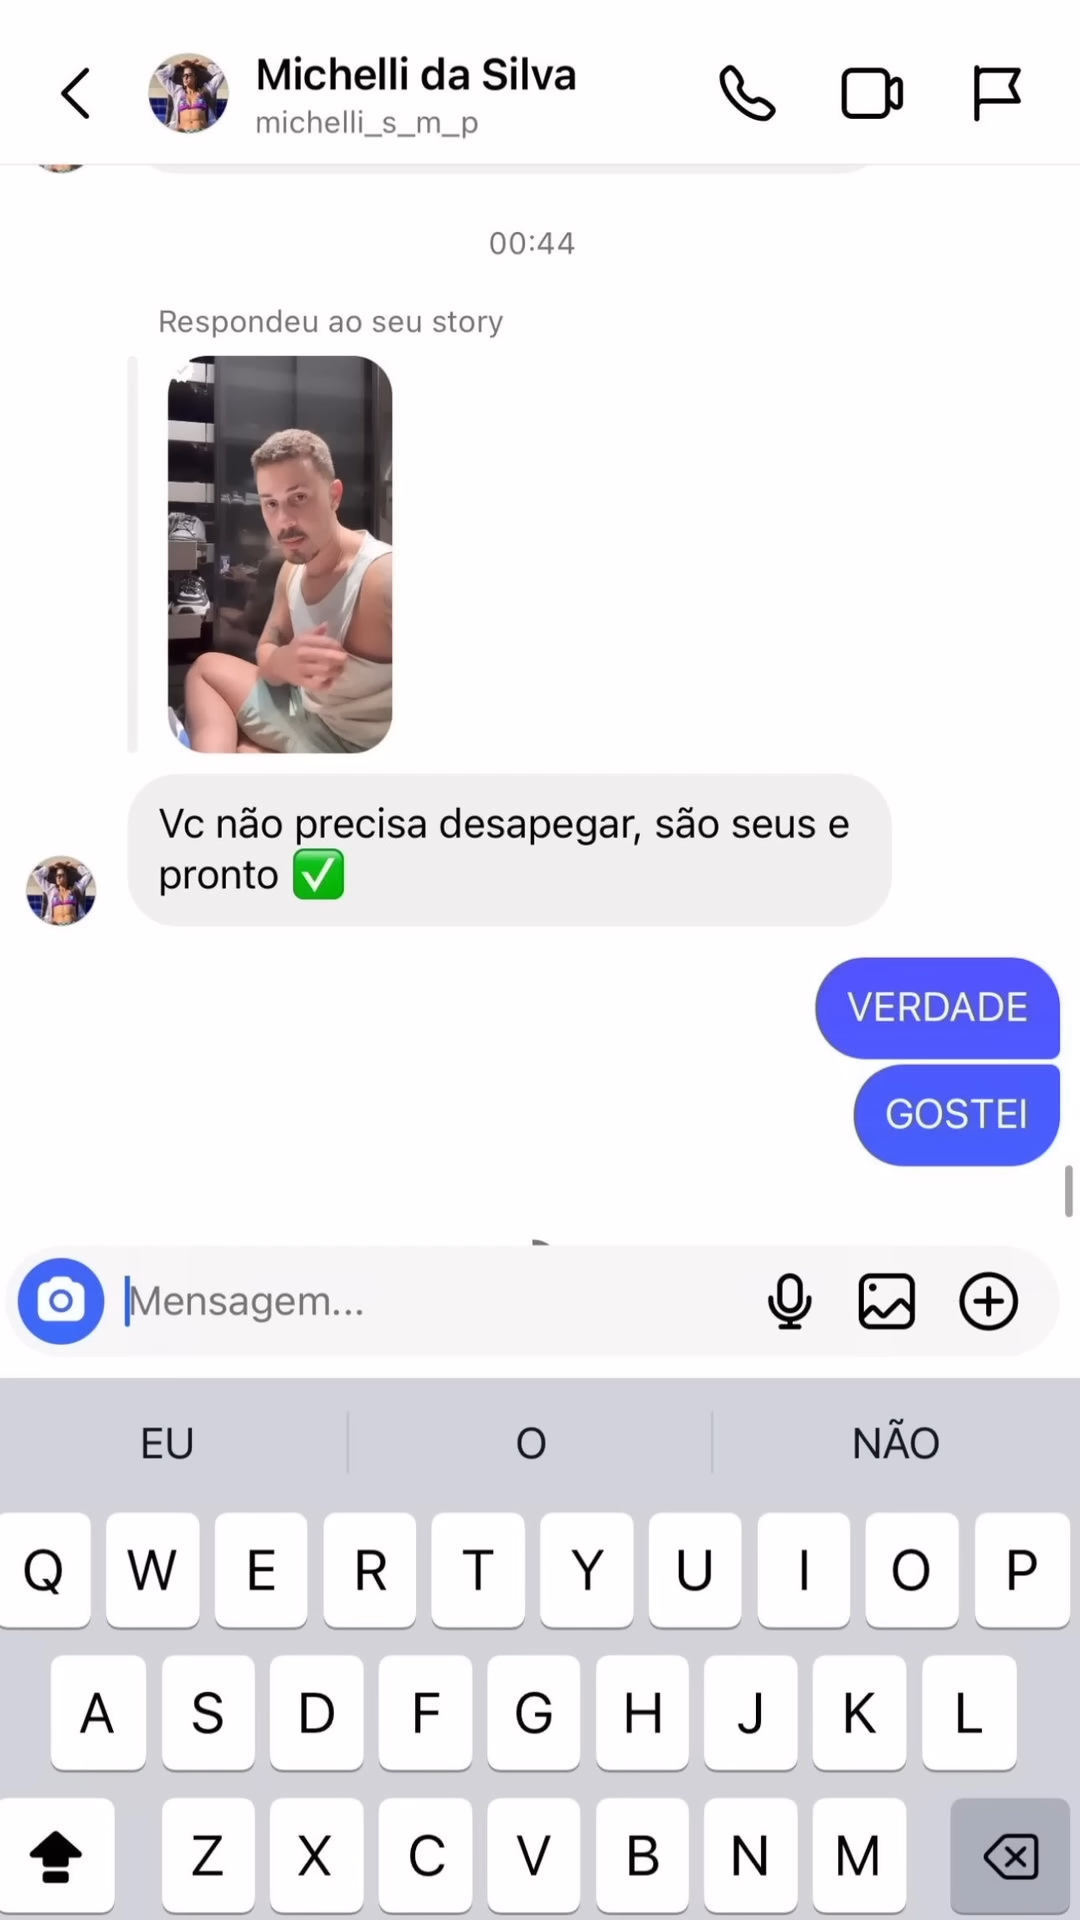 Michelli da Silva
michelli_s_m_p
00:44
Respondeu ao seu story
Vc não precisa desapegar, são seus e
pronto ✅
VERDADE
GOSTEI
Mensagem...
EU O NÃO
Q W E R T Y U I O P
A S D F G H J K L
Z X C V B N M